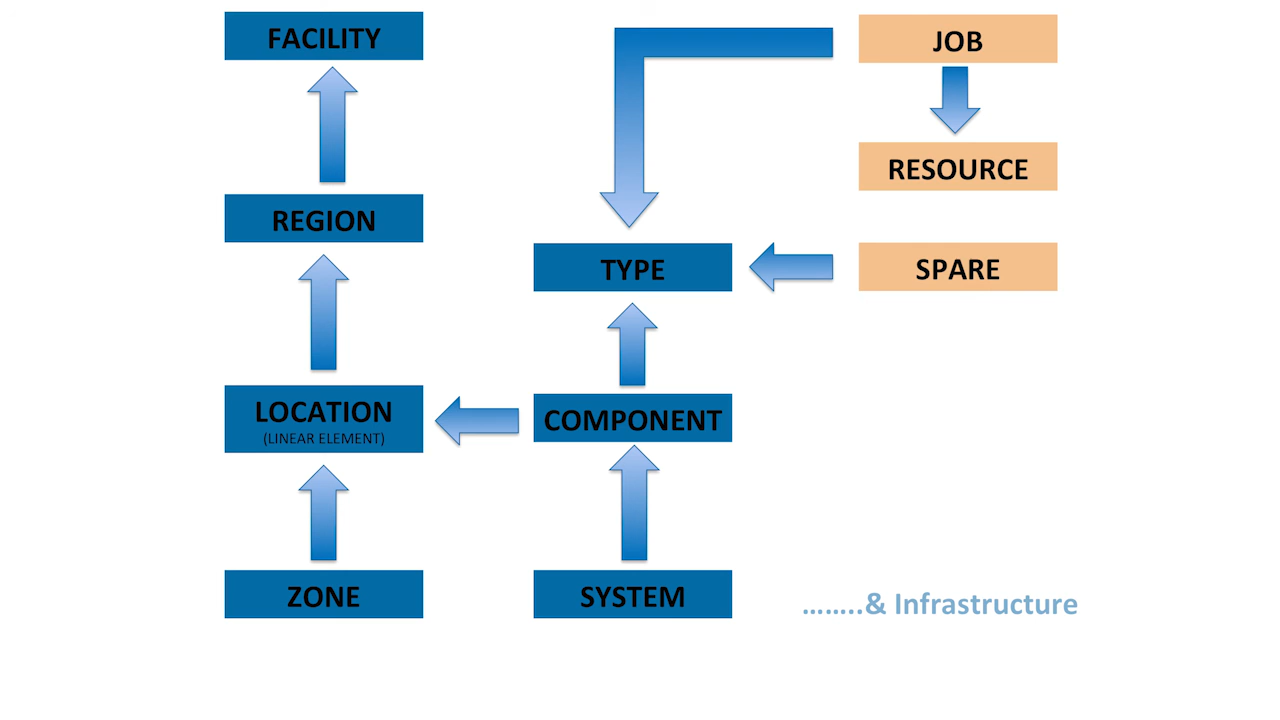 FACILITY
JOB
RESOURCE
REGION
TYPE
SPARE
LOCATION
(LINEAR ELEMENT)
COMPONENT
ZONE
SYSTEM
……..& Infrastructure